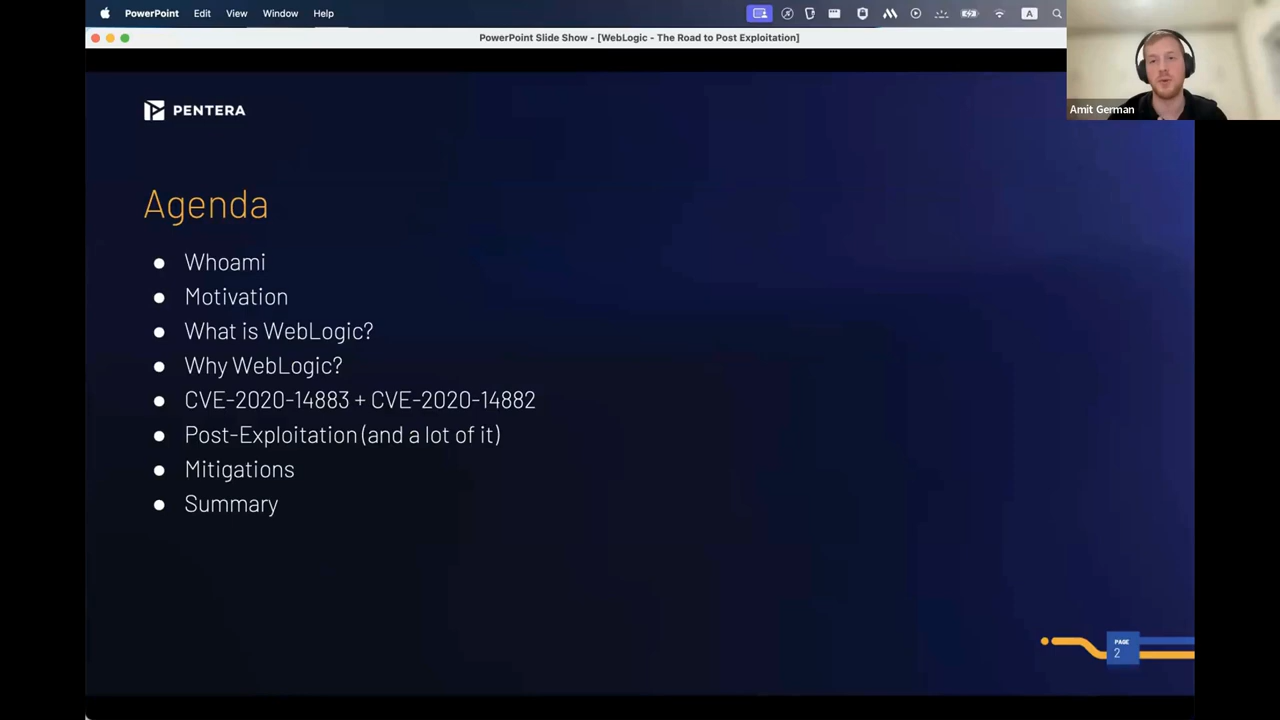 PowerPoint Edit View Window Help
A
PowerPoint Slide Show - [WebLogic - The Road to Post Exploitation]
Amit German
PENTERA
Agenda
● Whoami
● Motivation
● What is WebLogic?
● Why WebLogic?
● CVE-2020-14883 + CVE-2020-14882
● Post-Exploitation (and a lot of it)
● Mitigations
● Summary
PAGE
2